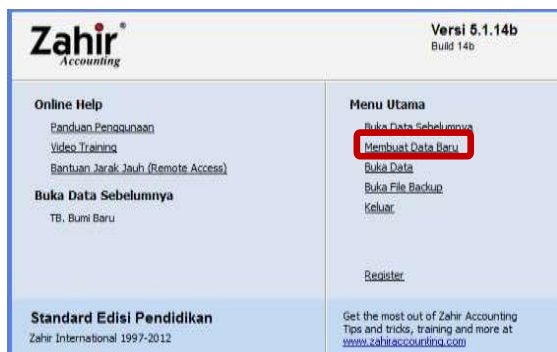 Zahir®
Accounting
Versi 5.1.14b
Build 14b
Online Help
Panduan Penggunaan
Video Training
Bantuan Jarak Jauh (Remote Access)
Buka Data Sebelumnya
TB. Bumi Baru
Menu Utama
Buka Data Sebelumnya
Membuat Data Baru
Buka Data
Buka File Backup
Keluar
Register
Standard Edisi Pendidikan
Zahir International 1997-2012
Get the most out of Zahir Accounting
Tips and tricks, training and more at
www.zahiraccounting.com